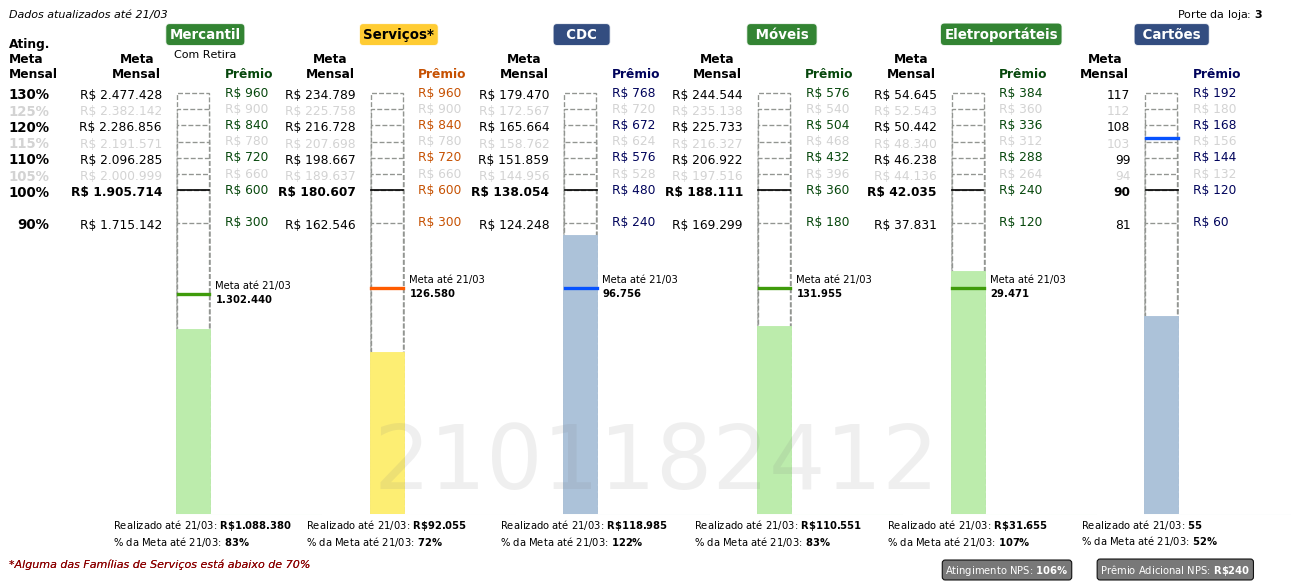 Dados atualizados até 21/03
Porte da loja: 3
Mercantil Serviços* CDC Móveis Eletroportáteis Cartões
Com Retira
Ating. Meta Mensal
Meta Mensal Prêmio Meta Mensal Prêmio Meta Mensal Prêmio Meta Mensal Prêmio Meta Mensal Prêmio Meta Mensal Prêmio
130% R$ 2.477.428 R$ 960 R$ 234.789 R$ 960 R$ 179.470 R$ 768 R$ 244.544 R$ 576 R$ 54.645 R$ 384 117 R$ 192
125% R$ 2.382.142 R$ 900 R$ 225.758 R$ 900 R$ 172.567 R$ 720 R$ 235.138 R$ 540 R$ 52.543 R$ 360 112 R$ 180
120% R$ 2.286.856 R$ 840 R$ 216.728 R$ 840 R$ 165.664 R$ 672 R$ 225.733 R$ 504 R$ 50.442 R$ 336 108 R$ 168
115% R$ 2.191.571 R$ 780 R$ 207.698 R$ 780 R$ 158.762 R$ 624 R$ 216.327 R$ 468 R$ 48.340 R$ 312 103 R$ 156
110% R$ 2.096.285 R$ 720 R$ 198.667 R$ 720 R$ 151.859 R$ 576 R$ 206.922 R$ 432 R$ 46.238 R$ 288 99 R$ 144
105% R$ 2.000.999 R$ 660 R$ 189.637 R$ 660 R$ 144.956 R$ 528 R$ 197.516 R$ 396 R$ 44.136 R$ 264 94 R$ 132
100% R$ 1.905.714 R$ 600 R$ 180.607 R$ 600 R$ 138.054 R$ 480 R$ 188.111 R$ 360 R$ 42.035 R$ 240 90 R$ 120
90% R$ 1.715.142 R$ 300 R$ 162.546 R$ 300 R$ 124.248 R$ 240 R$ 169.299 R$ 180 R$ 37.831 R$ 120 81 R$ 60
Meta até 21/03 Meta até 21/03 Meta até 21/03 Meta até 21/03 Meta até 21/03
1.302.440 126.580 96.756 131.955 29.471
2101182412
Realizado até 21/03: R$1.088.380 Realizado até 21/03: R$92.055 Realizado até 21/03: R$118.985 Realizado até 21/03: R$110.551 Realizado até 21/03: R$31.655 Realizado até 21/03: 55
% da Meta até 21/03: 83% % da Meta até 21/03: 72% % da Meta até 21/03: 122% % da Meta até 21/03: 83% % da Meta até 21/03: 107% % da Meta até 21/03: 52%
*Alguma das Famílias de Serviços está abaixo de 70%
Atingimento NPS: 106% Prêmio Adicional NPS: R$240